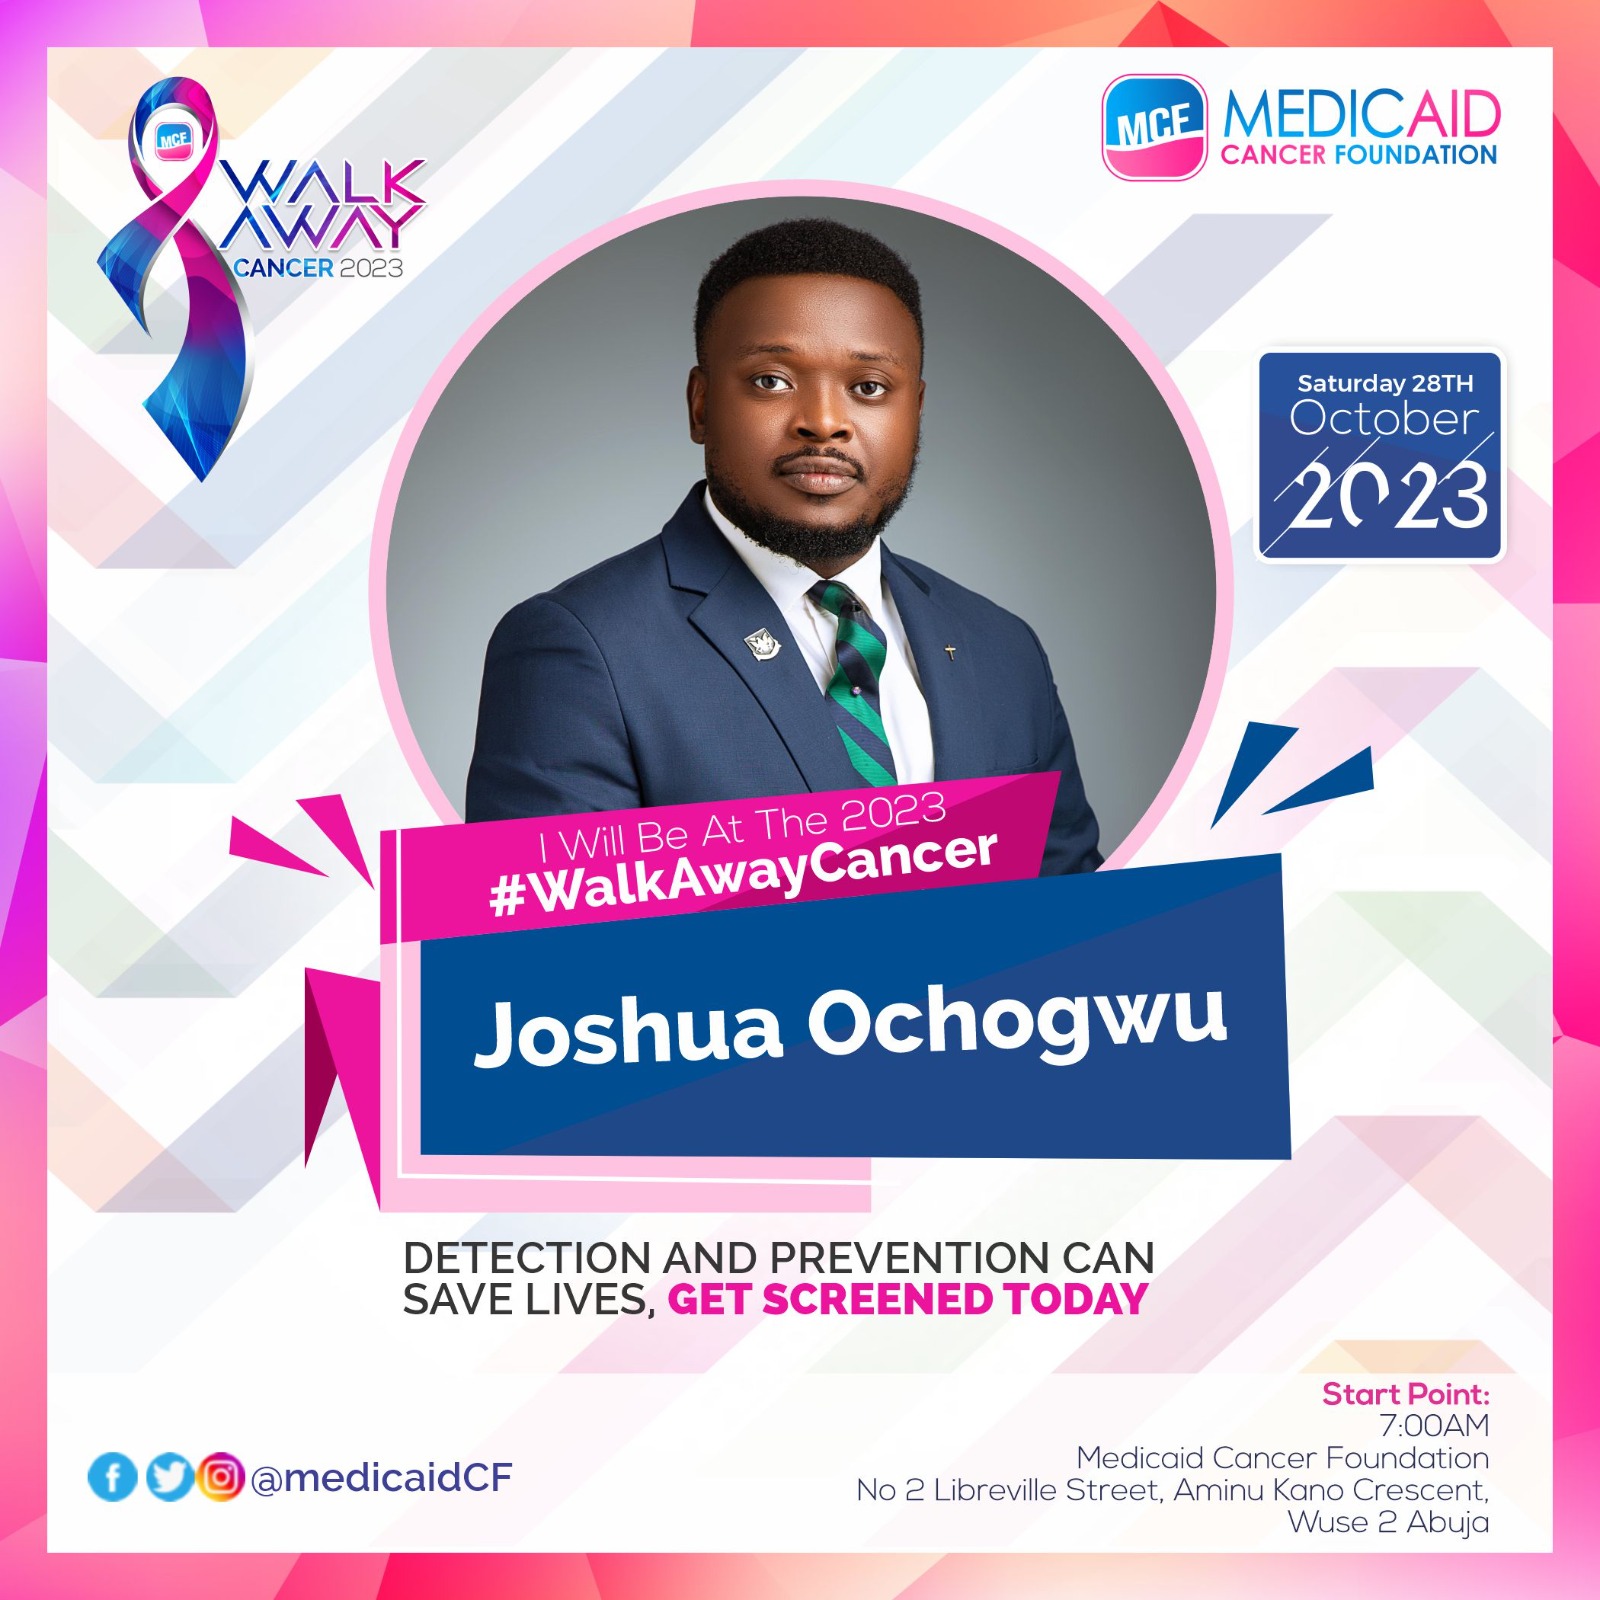 MCF
WALK
AWAY
CANCER 2023
MCF
MEDICAID
CANCER FOUNDATION
Saturday 28TH
October
2023
I Will Be At The 2023
#WalkAwayCancer
Joshua Ochogwu
DETECTION AND PREVENTION CAN
SAVE LIVES, GET SCREENED TODAY
Start Point:
7:00AM
Medicaid Cancer Foundation
No 2 Libreville Street, Aminu Kano Crescent,
Wuse 2 Abuja
@medicaidCF